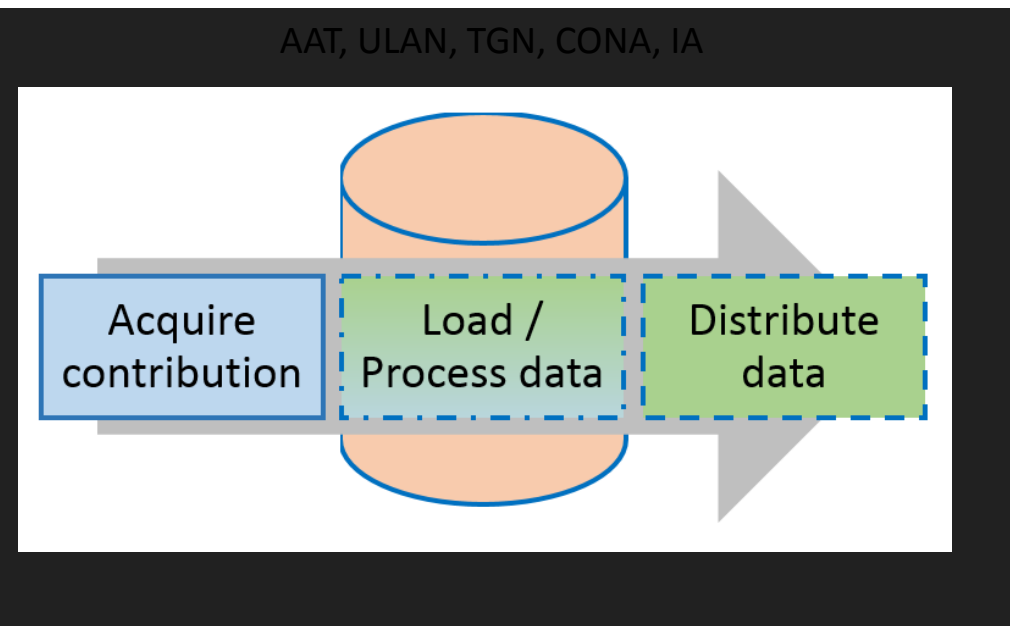 AAT, ULAN, TGN, CONA, IA
Acquire
contribution
Load /
Process data
Distribute
data